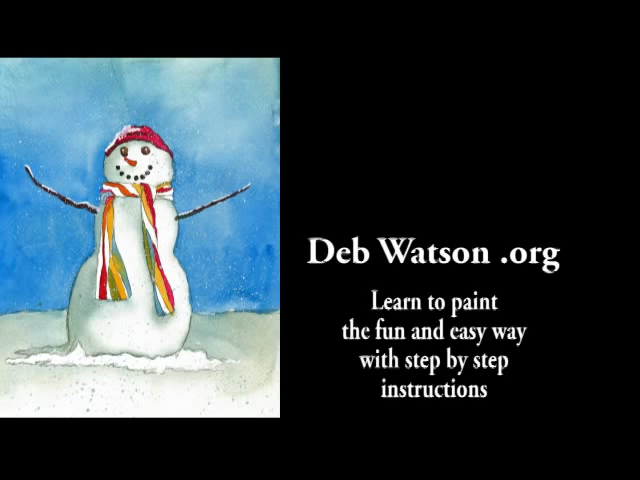 Deb Watson .org
Learn to paint
the fun and easy way
with step by step
instructions